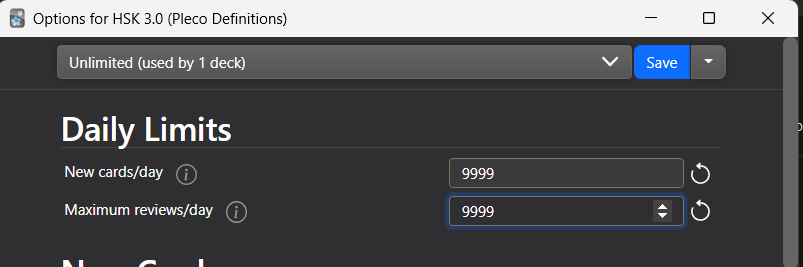 Options for HSK 3.0 (Pleco Definitions)
Unlimited (used by 1 deck)
Save
Daily Limits
New cards/day
9999
Maximum reviews/day
9999